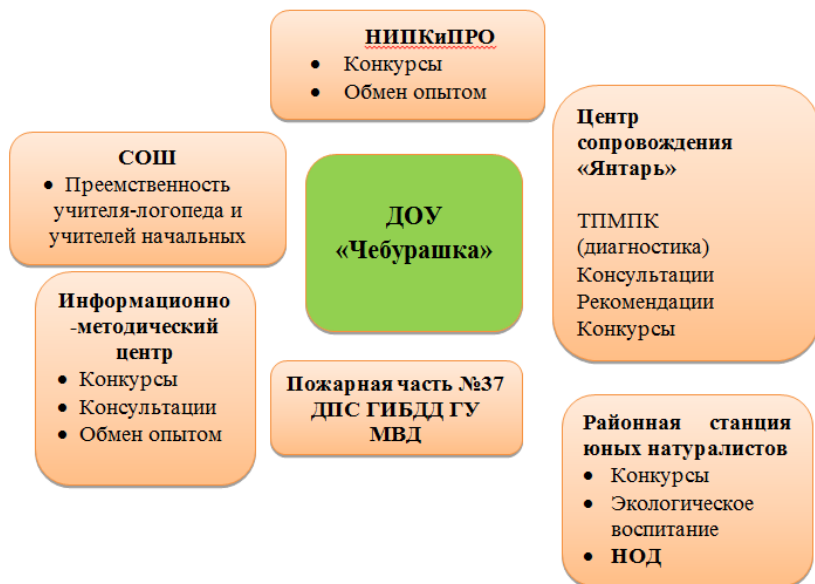 НИПКиПРО
• Конкурсы
• Обмен опытом
СОШ
• Преемственность
учителя-логопеда и
учителей начальных
ДОУ
«Чебурашка»
Центр
сопровождения
«Янтарь»
ТПМПК
(диагностика)
Консультации
Рекомендации
Конкурсы
Информационно
-методический
центр
• Конкурсы
• Консультации
• Обмен опытом
Пожарная часть №37
ДПС ГИБДД ГУ
МВД
Районная станция
юных натуралистов
• Конкурсы
• Экологическое
воспитание
• НОД